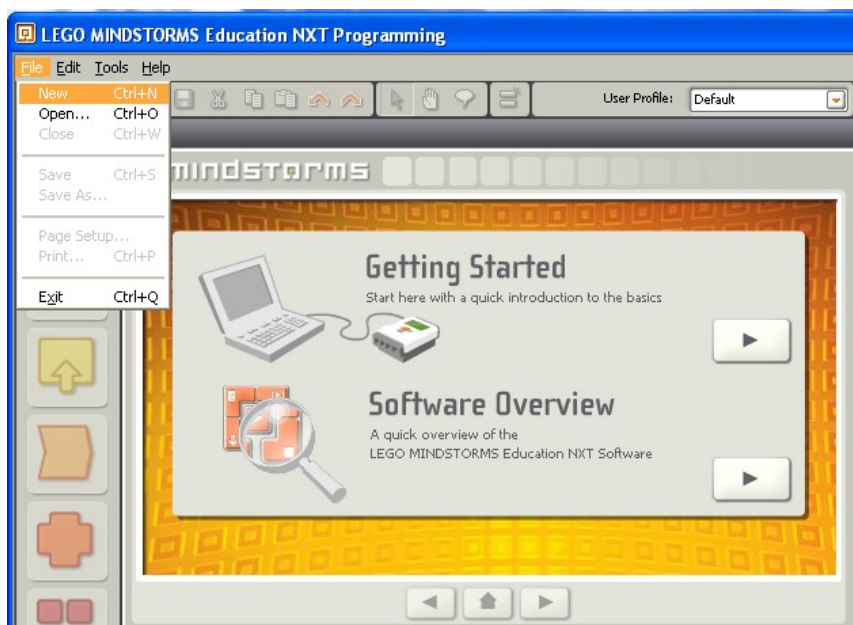 LEGO MINDSTORMS Education NXT Programming
File Edit Tools Help
New Ctrl+N
Open... Ctrl+O
Close Ctrl+W
Save Ctrl+S
Save As...
Page Setup...
Print... Ctrl+P
Exit Ctrl+Q
User Profile: Default
mindstorms
Getting Started
Start here with a quick introduction to the basics
Software Overview
A quick overview of the
LEGO MINDSTORMS Education NXT Software